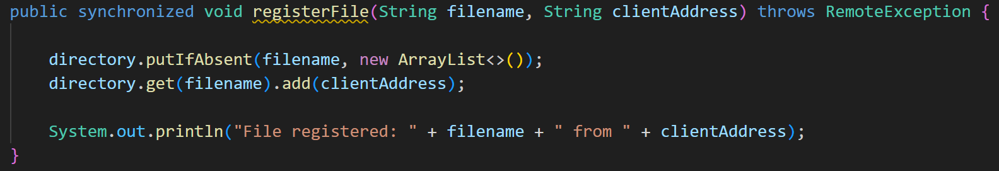 public synchronized void registerFile(String filename, String clientAddress) throws RemoteException {
directory.putIfAbsent(filename, new ArrayList<>());
directory.get(filename).add(clientAddress);
System.out.println("File registered: " + filename + " from " + clientAddress);
}